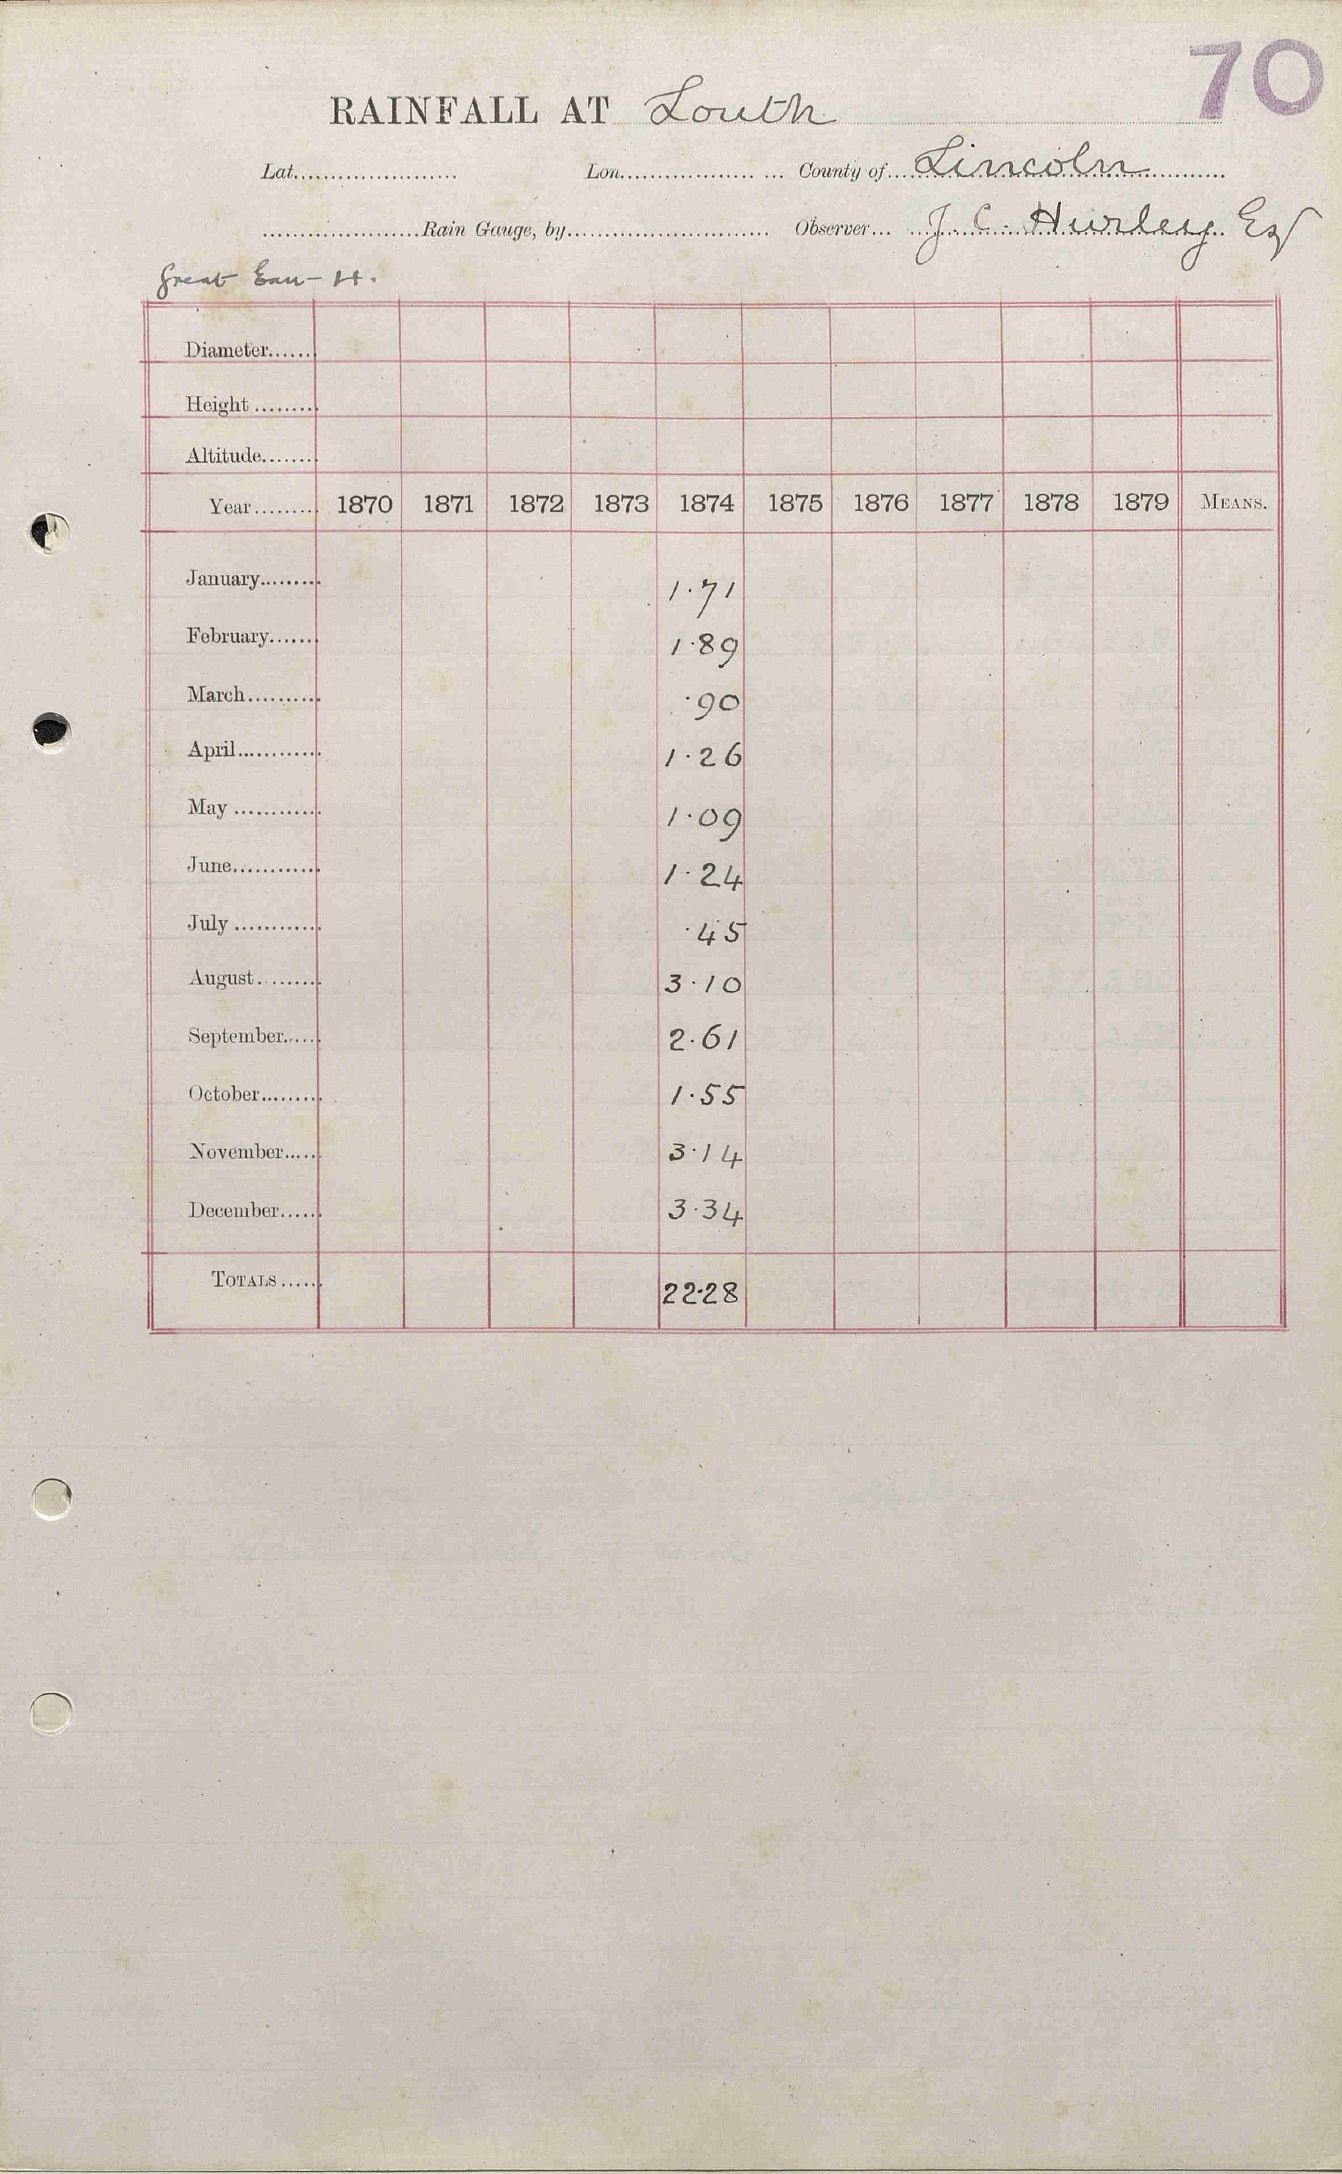 70
RAINFALL AT Louth
Lat..................... Lon...................... County of....Lincoln
Rain Gauge, by............................ Observer... J. C. Hurley Esq
Great Eau - H.
Diameter......
Height.........
Altitude.......
Year........ 1870 1871 1872 1873 1874 1875 1876 1877 1878 1879 MEANS.
January......... 1.71
February....... 1.89
March.......... .90
April............ 1.26
May............ 1.09
June............ 1.24
July............ .45
August......... 3.10
September...... 2.61
October......... 1.55
November...... 3.14
December...... 3.34
TOTALS...... 22.28